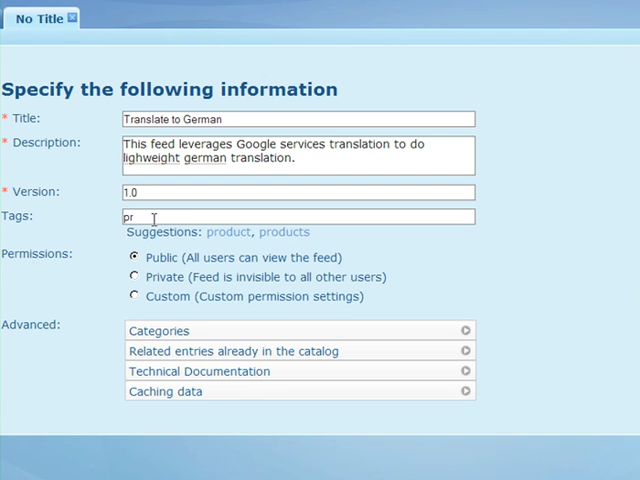 No Title
Specify the following information
* Title: Translate to German
* Description: This feed leverages Google services translation to do
lighweight german translation.
* Version: 1.0
Tags: pr
Suggestions: product, products
Permissions: Public (All users can view the feed)
Private (Feed is invisible to all other users)
Custom (Custom permission settings)
Advanced: Categories
Related entries already in the catalog
Technical Documentation
Caching data